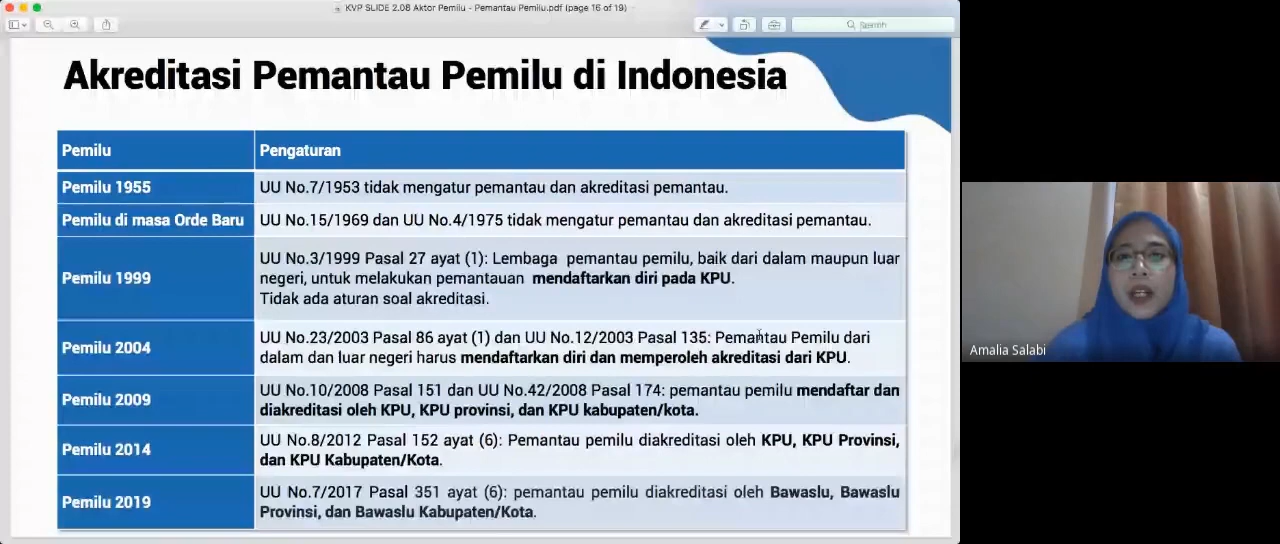 KVP SLIDE 2.08 Aktor Pemilu - Pemantau Pemilu.pdf (page 16 of 19)
Search
Akreditasi Pemantau Pemilu di Indonesia
Pemilu
Pengaturan
Pemilu 1955
UU No.7/1953 tidak mengatur pemantau dan akreditasi pemantau.
Pemilu di masa Orde Baru
UU No.15/1969 dan UU No.4/1975 tidak mengatur pemantau dan akreditasi pemantau.
Pemilu 1999
UU No.3/1999 Pasal 27 ayat (1): Lembaga pemantau pemilu, baik dari dalam maupun luar
negeri, untuk melakukan pemantauan mendaftarkan diri pada KPU.
Tidak ada aturan soal akreditasi.
Pemilu 2004
UU No.23/2003 Pasal 86 ayat (1) dan UU No.12/2003 Pasal 135: Pemantau Pemilu dari
dalam dan luar negeri harus mendaftarkan diri dan memperoleh akreditasi dari KPU.
Pemilu 2009
UU No.10/2008 Pasal 151 dan UU No.42/2008 Pasal 174: pemantau pemilu mendaftar dan
diakreditasi oleh KPU, KPU provinsi, dan KPU kabupaten/kota.
Pemilu 2014
UU No.8/2012 Pasal 152 ayat (6): Pemantau pemilu diakreditasi oleh KPU, KPU Provinsi,
dan KPU Kabupaten/Kota.
Pemilu 2019
UU No.7/2017 Pasal 351 ayat (6): pemantau pemilu diakreditasi oleh Bawaslu, Bawaslu
Provinsi, dan Bawaslu Kabupaten/Kota.
Amalia Salabi